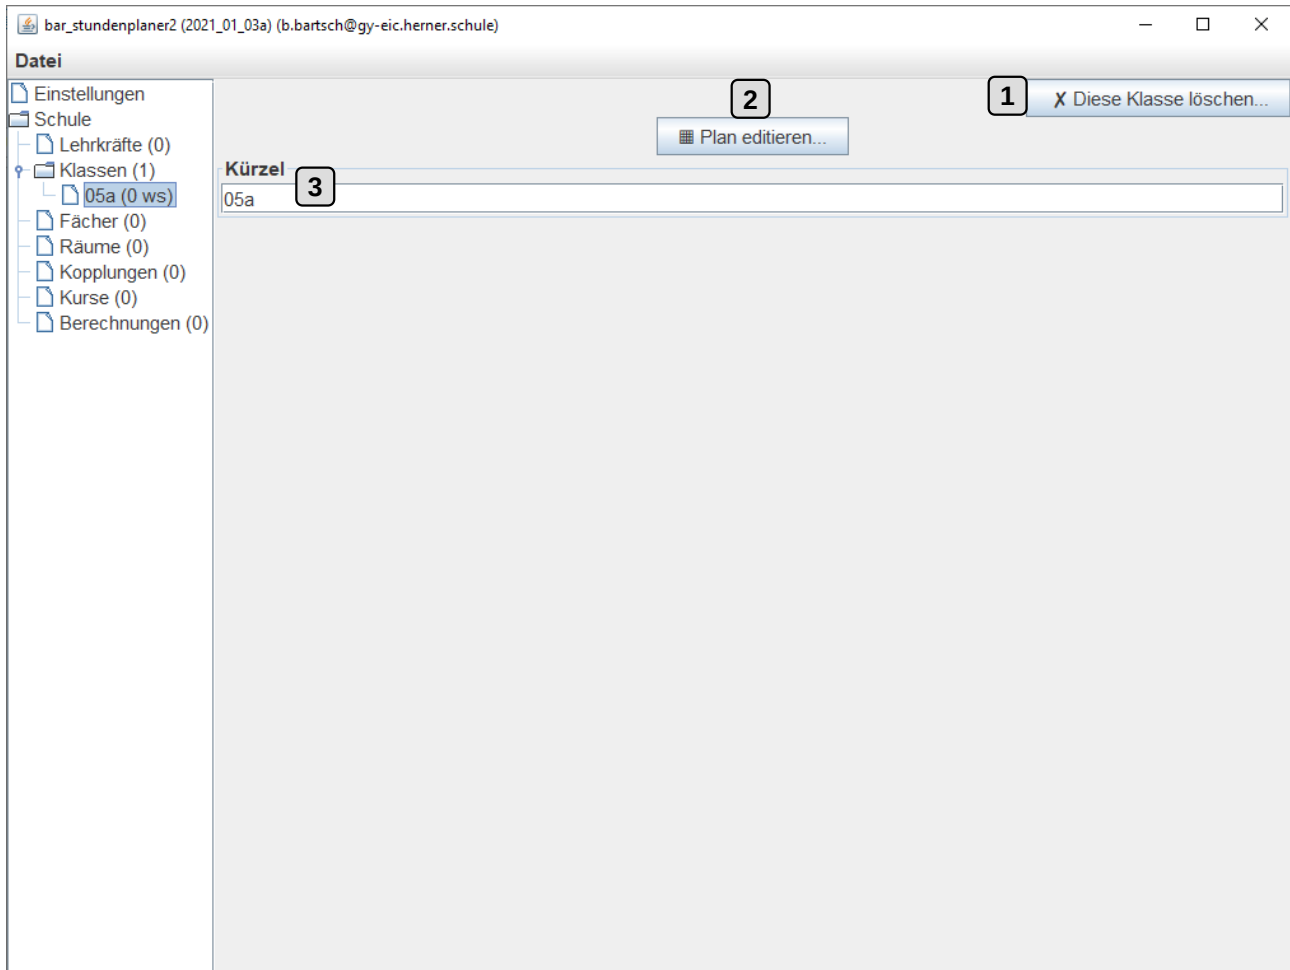 bar_stundenplaner2 (2021_01_03a) (b.bartsch@gy-eic.herner.schule)
Datei
Einstellungen
Schule
Lehrkräfte (0)
Klassen (1)
05a (0 ws)
Fächer (0)
Räume (0)
Kopplungen (0)
Kurse (0)
Berechnungen (0)
1
✗ Diese Klasse löschen...
2
▦ Plan editieren...
Kürzel
3
05a